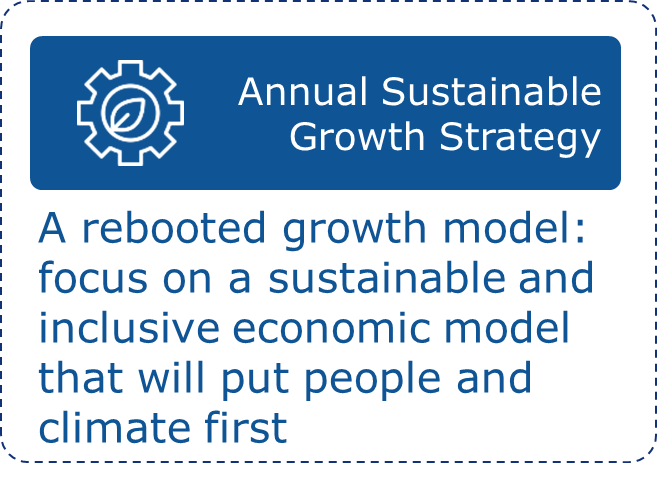 Annual Sustainable
Growth Strategy
A rebooted growth model:
focus on a sustainable and
inclusive economic model
that will put people and
climate first